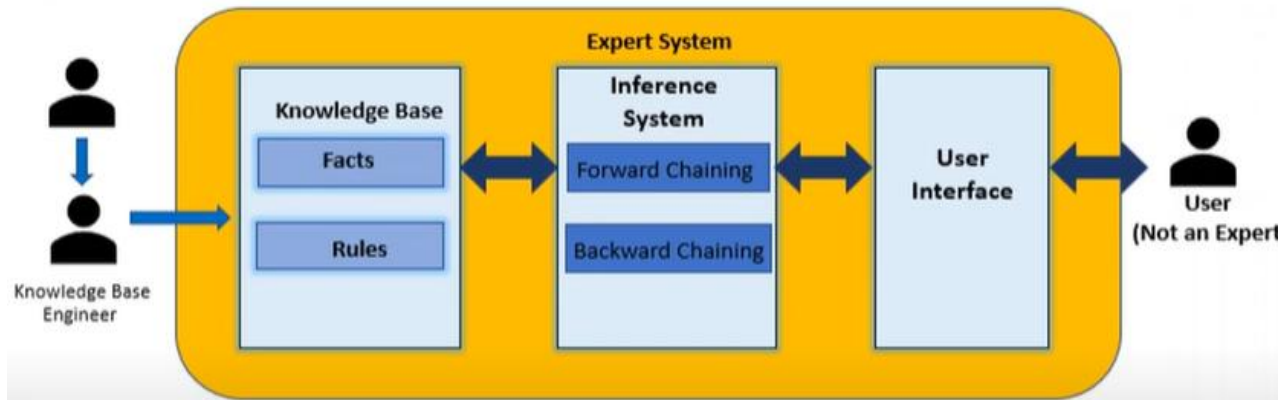 Expert System
Knowledge Base
Facts
Rules
Inference
System
Forward Chaining
Backward Chaining
User
Interface
User
(Not an Expert
Knowledge Base
Engineer